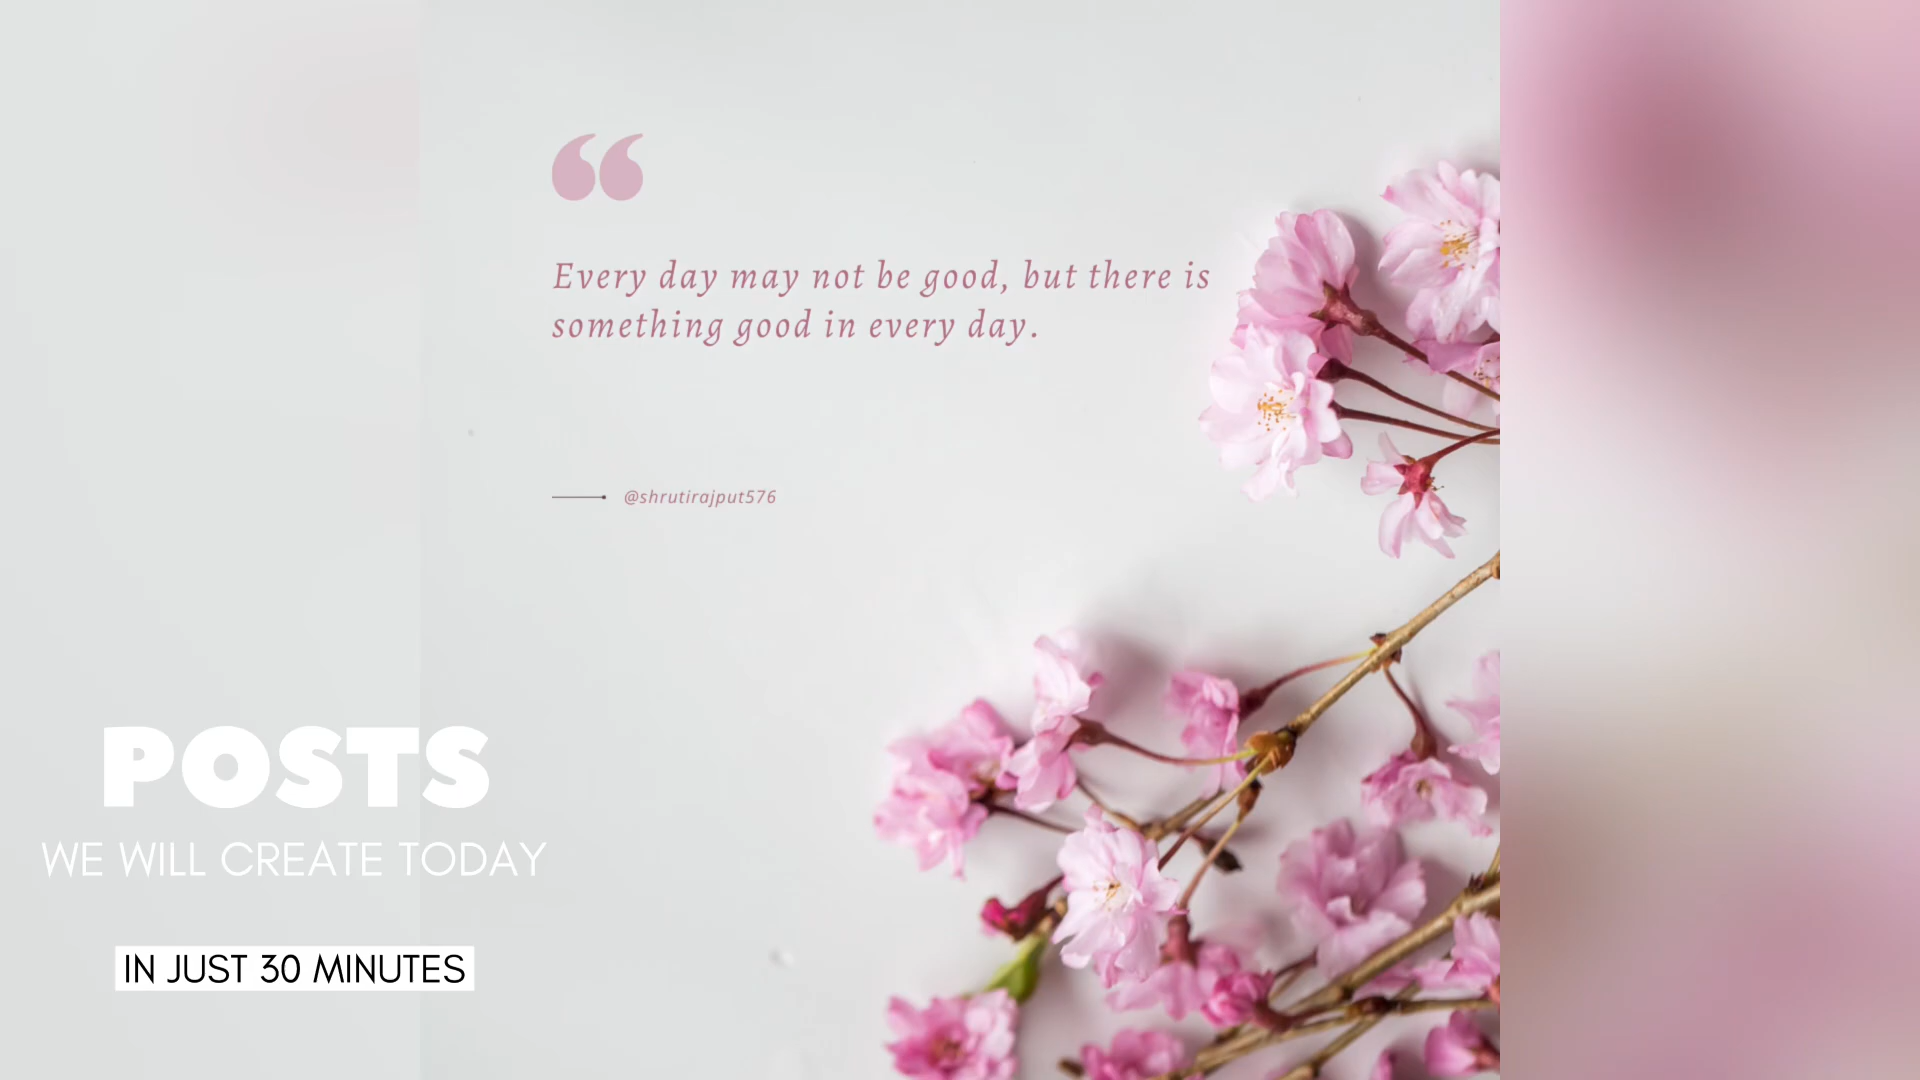 ❝
Every day may not be good, but there is
something good in every day.
@shrutirajput576
POSTS
WE WILL CREATE TODAY
IN JUST 30 MINUTES